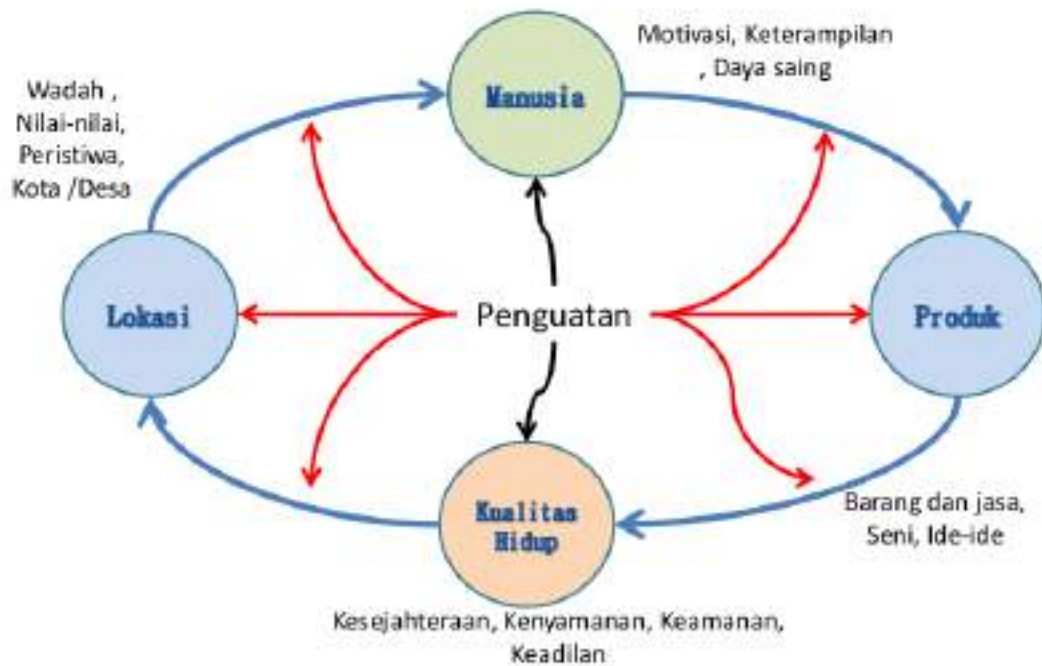 Motivasi, Keterampilan
, Daya saing
Manusia
Wadah ,
Nilai-nilai,
Peristiwa,
Kota /Desa
Lokasi
Penguatan
Produk
Kualitas
Hidup
Barang dan jasa,
Seni, Ide-ide
Kesejahteraan, Kenyamanan, Keamanan,
Keadilan